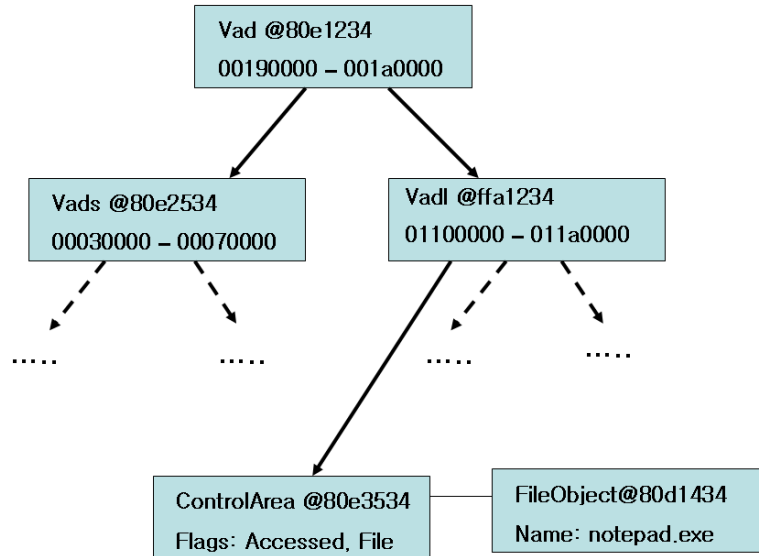 Vad @80e1234
00190000 – 001a0000
Vads @80e2534
00030000 – 00070000
Vadl @ffa1234
01100000 – 011a0000
.....
.....
.....
.....
ControlArea @80e3534
Flags: Accessed, File
FileObject@80d1434
Name: notepad.exe